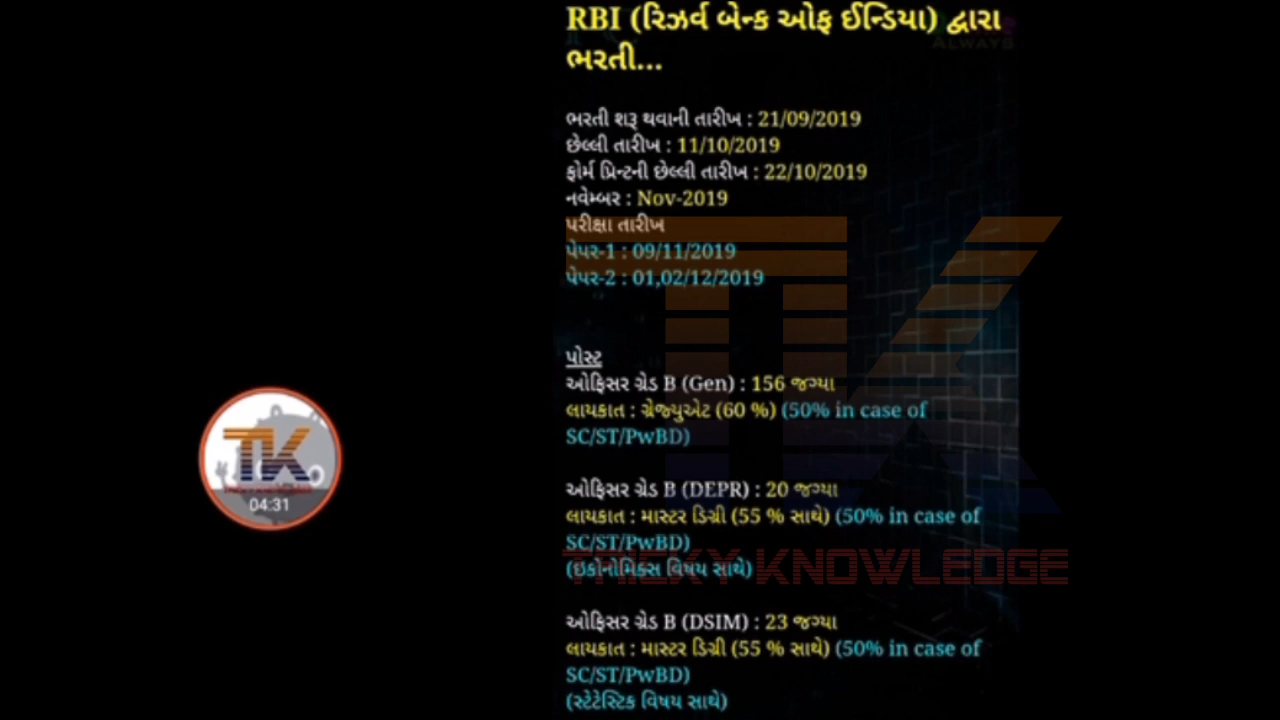 RBI (રિઝર્વ બેન્ક ઓફ ઈન્ડિયા) દ્વારા
ભરતી...
ALWAYS
ભરતી શરૂ થવાની તારીખ : 21/09/2019
છેલ્લી તારીખ : 11/10/2019
ફોર્મ પ્રિન્ટની છેલ્લી તારીખ : 22/10/2019
નવેમ્બર : Nov-2019
પરીક્ષા તારીખ
પેપર-1 : 09/11/2019
પેપર-2 : 01,02/12/2019
પોસ્ટ
ઓફિસર ગ્રેડ B (Gen) : 156 જગ્યા
લાયકાત : ગ્રેજ્યુએટ (60 %) (50% in case of
SC/ST/PwBD)
ઓફિસર ગ્રેડ B (DEPR) : 20 જગ્યા
લાયકાત : માસ્ટર ડિગ્રી (55 % સાથે) (50% in case of
SC/ST/PwBD)
(ઇકોનોમિક્સ વિષય સાથે)
ઓફિસર ગ્રેડ B (DSIM) : 23 જગ્યા
લાયકાત : માસ્ટર ડિગ્રી (55 % સાથે) (50% in case of
SC/ST/PwBD)
(સ્ટેટેસ્ટિક વિષય સાથે)
TK
04:31
TK
KNOWLEDGE